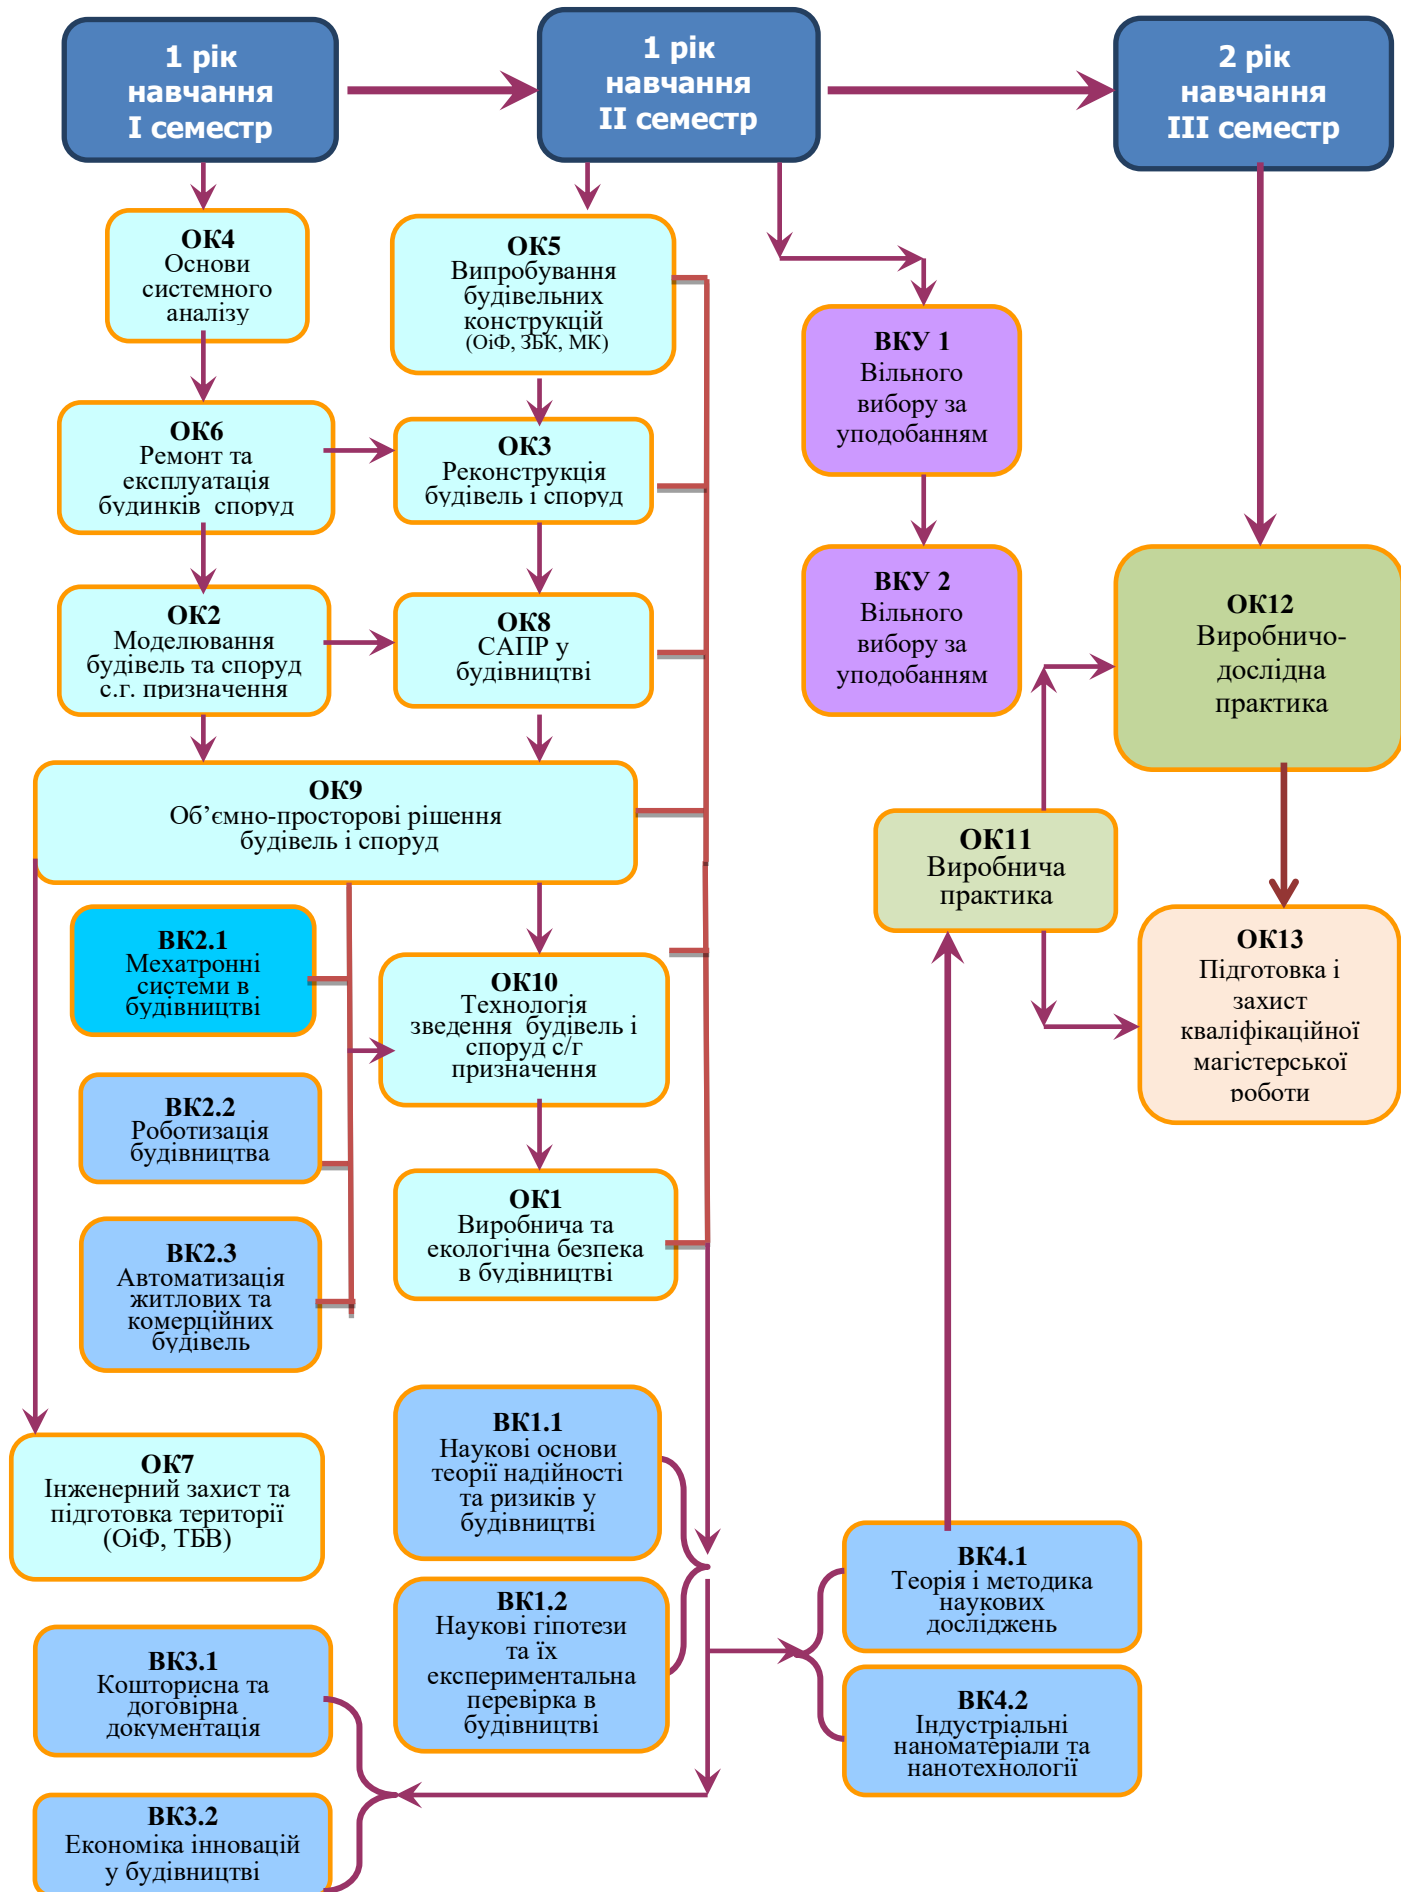 1 рік
навчання
I семестр
1 рік
навчання
II семестр
2 рік
навчання
III семестр
ОК4
Основи
системного
аналізу
ОК5
Випробування
будівельних
конструкцій
(ОіФ, ЗБК, МК)
ВКУ 1
Вільного
вибору за
уподобанням
ОК6
Ремонт та
експлуатація
будинків споруд
ОК3
Реконструкція
будівель і споруд
ВКУ 2
Вільного
вибору за
уподобанням
ОК12
Виробничо-
дослідна
практика
ОК2
Моделювання
будівель та споруд
с.г. призначення
ОК8
САПР у
будівництві
ОК9
Об’ємно-просторові рішення
будівель і споруд
ОК11
Виробнича
практика
ВК2.1
Мехатронні
системи в
будівництві
ОК10
Технологія
зведення будівель і
споруд с/г
призначення
ОК13
Підготовка і
захист
кваліфікаційної
магістерської
роботи
ВК2.2
Роботизація
будівництва
ОК1
Виробнича та
екологічна безпека
в будівництві
ВК2.3
Автоматизація
житлових та
комерційних
будівель
ВК1.1
Наукові основи
теорії надійності
та ризиків у
будівництві
ОК7
Інженерний захист та
підготовка території
(ОіФ, ТБВ)
ВК4.1
Теорія і методика
наукових
досліджень
ВК1.2
Наукові гіпотези
та їх
експериментальна
перевірка в
будівництві
ВК3.1
Кошторисна та
договірна
документація
ВК4.2
Індустріальні
наноматеріали та
нанотехнології
ВК3.2
Економіка інновацій
у будівництві